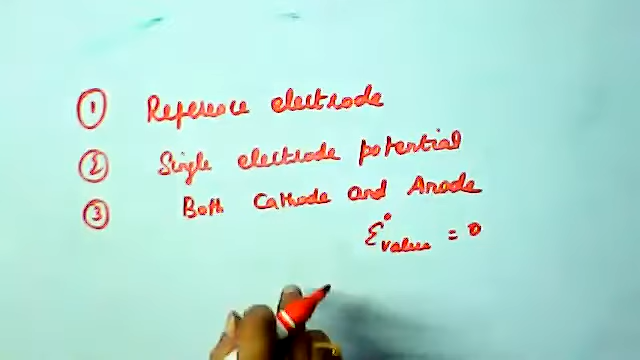 ① Reference electrode
② Single electrode potential
③ Both Cathode and Anode
ε° value = 0